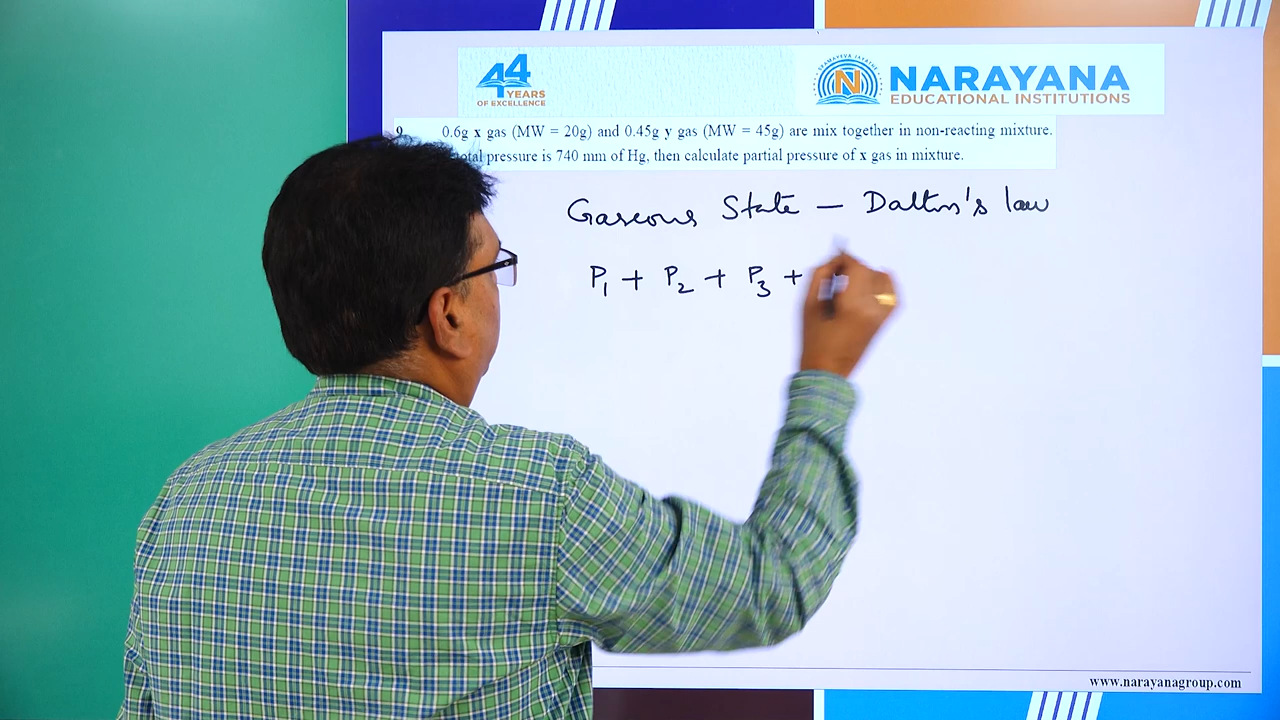 44
YEARS
OF EXCELLENCE
N
NARAYANA
EDUCATIONAL INSTITUTIONS
9 0.6g x gas (MW = 20g) and 0.45g y gas (MW = 45g) are mix together in non-reacting mixture.
total pressure is 740 mm of Hg, then calculate partial pressure of x gas in mixture.
Gaseous State — Dalton's law
P1 + P2 + P3 +
www.narayanagroup.com